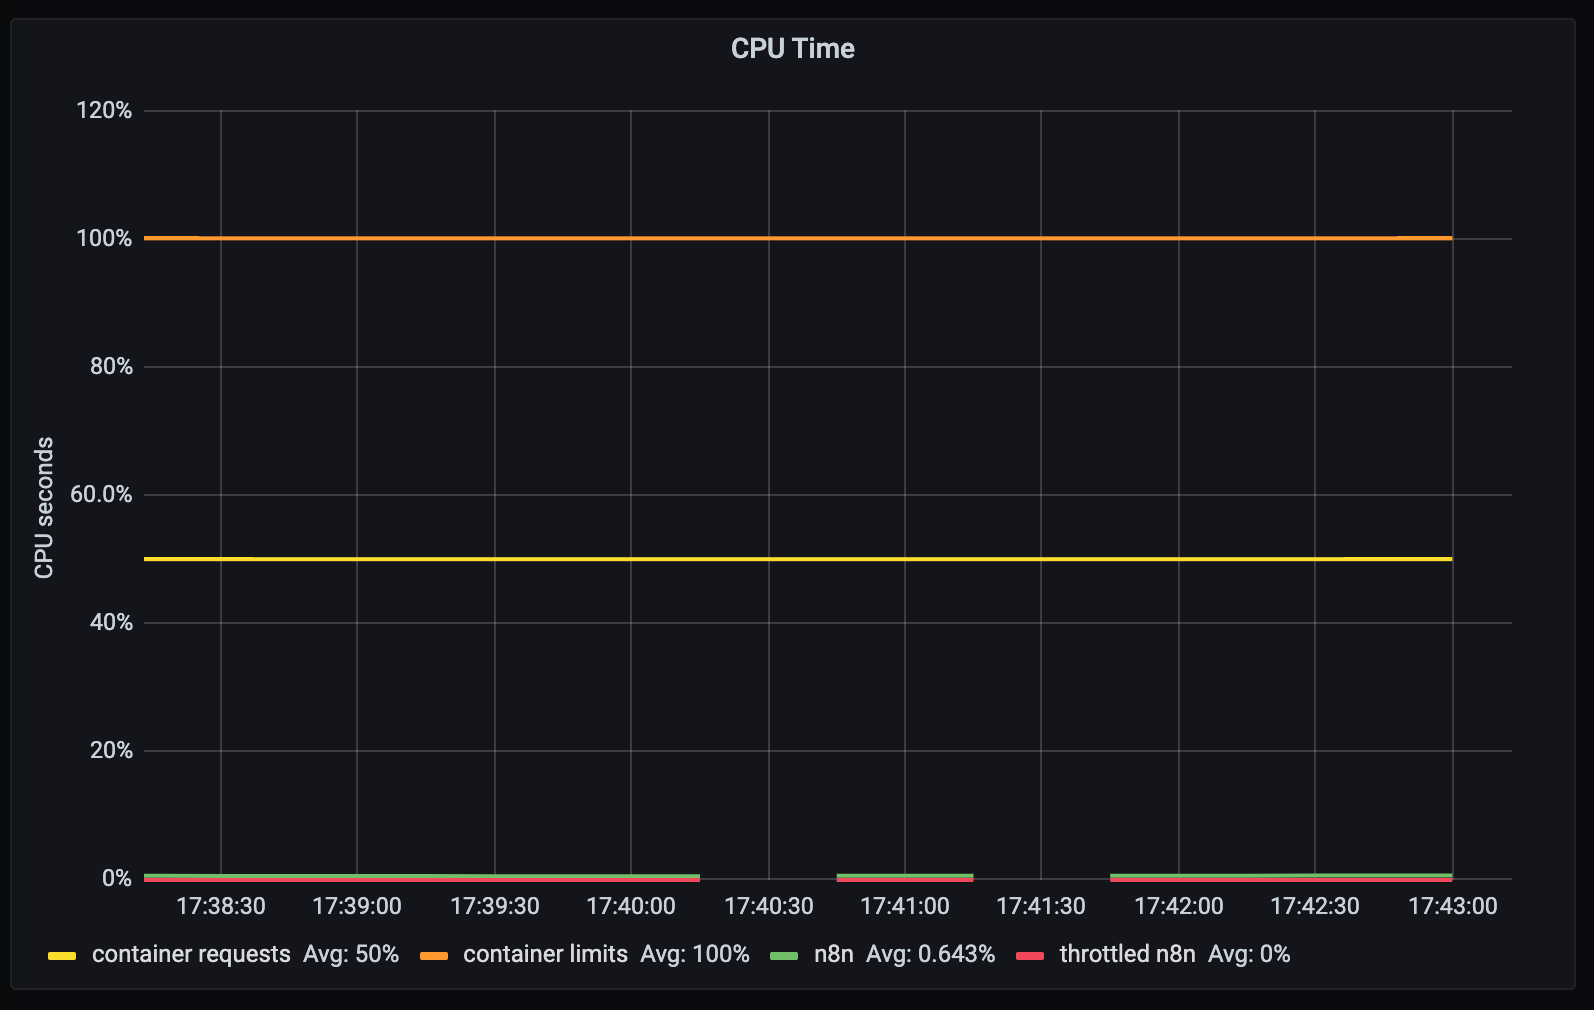 CPU Time
120%
100%
80%
60.0%
40%
20%
0%
CPU seconds
17:38:30 17:39:00 17:39:30 17:40:00 17:40:30 17:41:00 17:41:30 17:42:00 17:42:30 17:43:00
container requests Avg: 50% container limits Avg: 100% n8n Avg: 0.643% throttled n8n Avg: 0%